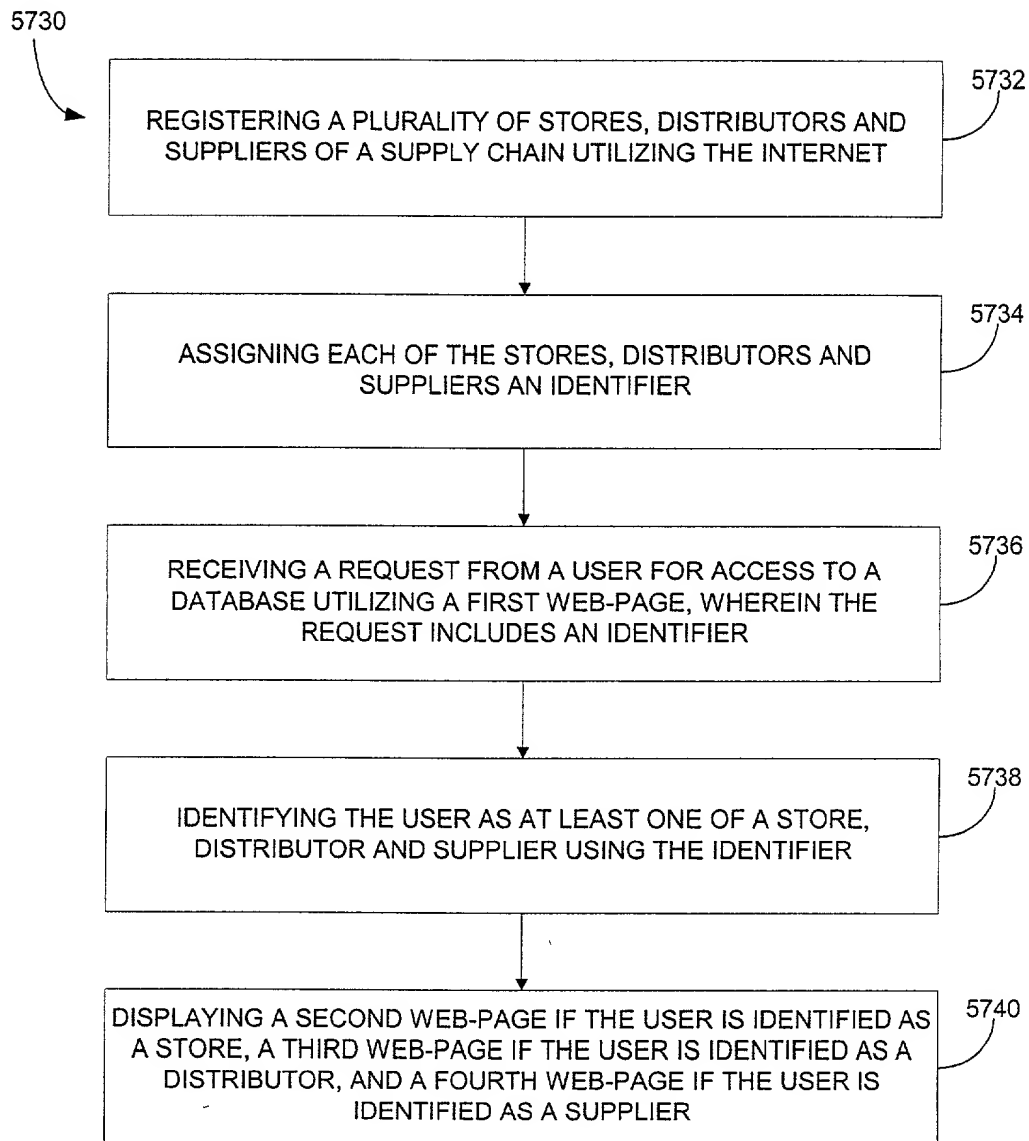 5730
5732
REGISTERING A PLURALITY OF STORES, DISTRIBUTORS AND
SUPPLIERS OF A SUPPLY CHAIN UTILIZING THE INTERNET
5734
ASSIGNING EACH OF THE STORES, DISTRIBUTORS AND
SUPPLIERS AN IDENTIFIER
5736
RECEIVING A REQUEST FROM A USER FOR ACCESS TO A
DATABASE UTILIZING A FIRST WEB-PAGE, WHEREIN THE
REQUEST INCLUDES AN IDENTIFIER
5738
IDENTIFYING THE USER AS AT LEAST ONE OF A STORE,
DISTRIBUTOR AND SUPPLIER USING THE IDENTIFIER
5740
DISPLAYING A SECOND WEB-PAGE IF THE USER IS IDENTIFIED AS
A STORE, A THIRD WEB-PAGE IF THE USER IS IDENTIFIED AS A
DISTRIBUTOR, AND A FOURTH WEB-PAGE IF THE USER IS
IDENTIFIED AS A SUPPLIER